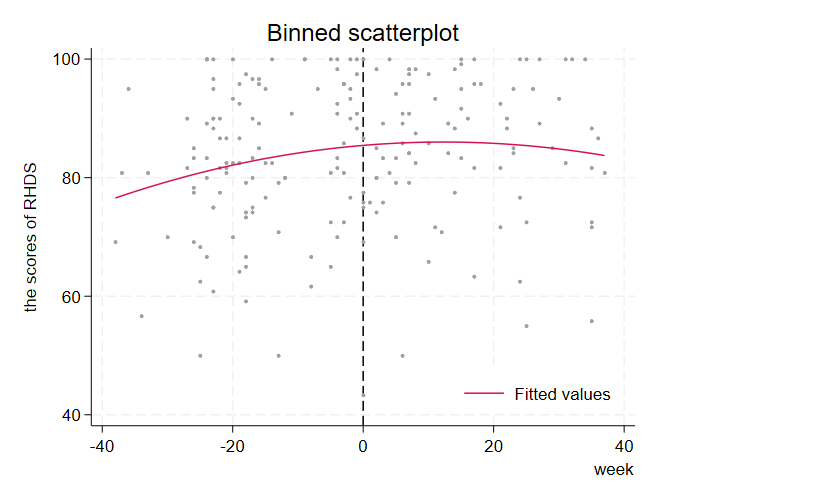 Binned scatterplot
the scores of RHDS
100
80
60
40
Fitted values
-40
-20
0
20
40
week